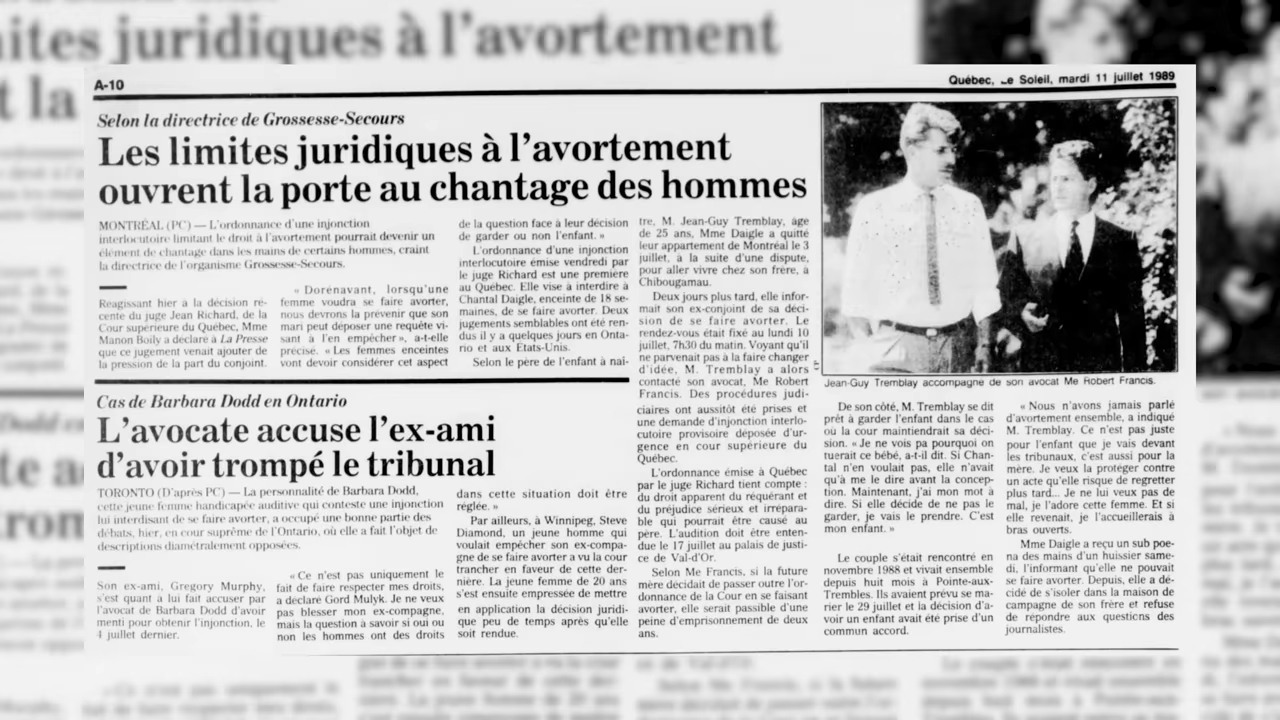 A-10
Québec, Le Soleil, mardi 11 juillet 1989
Selon la directrice de Grossesse-Secours
Les limites juridiques à l'avortement
ouvrent la porte au chantage des hommes
MONTRÉAL (PC) — L'ordonnance d'une injonction
interlocutoire limitant le droit à l'avortement pourrait devenir un
élément de chantage dans les mains de certains hommes, craint
la directrice de l'organisme Grossesse-Secours.
Réagissant hier à la décision ré-
cente du juge Jean Richard, de la
Cour supérieure du Québec, Mme
Manon Boily a déclaré à La Presse
que ce jugement venait ajouter de
la pression de la part du conjoint.
« Dorénavant, lorsqu'une
femme voudra se faire avorter,
nous devrons la prévenir que son
mari peut déposer une requête vi-
sant à l'en empêcher », a-t-elle
précisé. « Les femmes enceintes
vont devoir considérer cet aspect
de la question face à leur décision
de garder ou non l'enfant. »
L'ordonnance d'une injonction
interlocutoire émise vendredi par
le juge Richard est une première
au Québec. Elle vise à interdire à
Chantal Daigle, enceinte de 18 se-
maines, de se faire avorter. Deux
jugements semblables ont été ren-
dus il y a quelques jours en Onta-
rio et aux États-Unis.
Selon le père de l'enfant à naî-
tre, M. Jean-Guy Tremblay, âgé
de 25 ans, Mme Daigle a quitté
leur appartement de Montréal le 3
juillet, à la suite d'une dispute,
pour aller vivre chez son frère, à
Chibougamau.
Deux jours plus tard, elle infor-
mait son ex-conjoint de sa déci-
sion de se faire avorter. Le
rendez-vous était fixé au lundi 10
juillet, 7h30 du matin. Voyant qu'il
ne parvenait pas à la faire changer
d'idée, M. Tremblay a alors
contacté son avocat, Me Robert
Francis. Des procédures judi-
ciaires ont aussitôt été prises et
une demande d'injonction interlo-
cutoire provisoire déposée d'ur-
gence en cour supérieure du
Québec.
L'ordonnance émise à Québec
par le juge Richard tient compte :
du droit apparent du requérant et
du préjudice sérieux et irrépara-
ble qui pourrait être causé au
père. L'audition doit être enten-
due le 17 juillet au palais de justi-
ce de Val-d'Or.
Selon Me Francis, si la future
mère décidait de passer outre l'or-
donnance de la Cour en se faisant
avorter, elle serait passible d'une
peine d'emprisonnement de deux
ans.
Jean-Guy Tremblay accompagné de son avocat Me Robert Francis.
De son côté, M. Tremblay se dit
prêt à garder l'enfant dans le cas
où la cour maintiendrait sa déci-
sion. « Je ne vois pas pourquoi on
tuerait ce bébé, a-t-il dit. Si Chan-
tal n'en voulait pas, elle n'avait
qu'à me le dire avant la concep-
tion. Maintenant, j'ai mon mot à
dire. Si elle décide de ne pas le
garder, je vais le prendre. C'est
mon enfant. »
Le couple s'était rencontré en
novembre 1988 et vivait ensemble
depuis huit mois à Pointe-aux-
Trembles. Ils avaient prévu se ma-
rier le 29 juillet et la décision d'a-
voir un enfant avait été prise d'un
commun accord.
« Nous n'avons jamais parlé
d'avortement ensemble, a indiqué
M. Tremblay. Ce n'est pas juste
pour l'enfant que je vais devant
les tribunaux, c'est aussi pour la
mère. Je veux la protéger contre
un acte qu'elle risque de regretter
plus tard... Je ne lui veux pas de
mal, je l'adore cette femme. Et si
elle revenait, je l'accueillerais à
bras ouverts.
Mme Daigle a reçu un sub poe-
na des mains d'un huissier same-
di, l'informant qu'elle ne pouvait
se faire avorter. Depuis, elle a dé-
cidé de s'isoler dans la maison de
campagne de son frère et refuse
de répondre aux questions des
journalistes.
Cas de Barbara Dodd en Ontario
L'avocate accuse l'ex-ami
d'avoir trompé le tribunal
TORONTO (D'après PC) — La personnalité de Barbara Dodd,
cette jeune femme handicapée auditive qui conteste une injonction
lui interdisant de se faire avorter, a occupé une bonne partie des
débats, hier, en cour suprême de l'Ontario, où elle a fait l'objet de
descriptions diamétralement opposées.
Son ex-ami, Gregory Murphy,
s'est quant à lui fait accuser par
l'avocat de Barbara Dodd d'avoir
menti pour obtenir l'injonction, le
4 juillet dernier.
« Ce n'est pas uniquement le
fait de faire respecter mes droits,
a déclaré Gord Mulyk. Je ne veux
pas blesser mon ex-compagne,
mais la question à savoir si oui ou
non les hommes ont des droits
dans cette situation doit être
réglée. »
Par ailleurs, à Winnipeg, Steve
Diamond, un jeune homme qui
voulait empêcher son ex-compa-
gne de se faire avorter a vu la cour
trancher en faveur de cette der-
nière. La jeune femme de 20 ans
s'est ensuite empressée de mettre
en application la décision juridi-
que peu de temps après qu'elle
soit rendue.